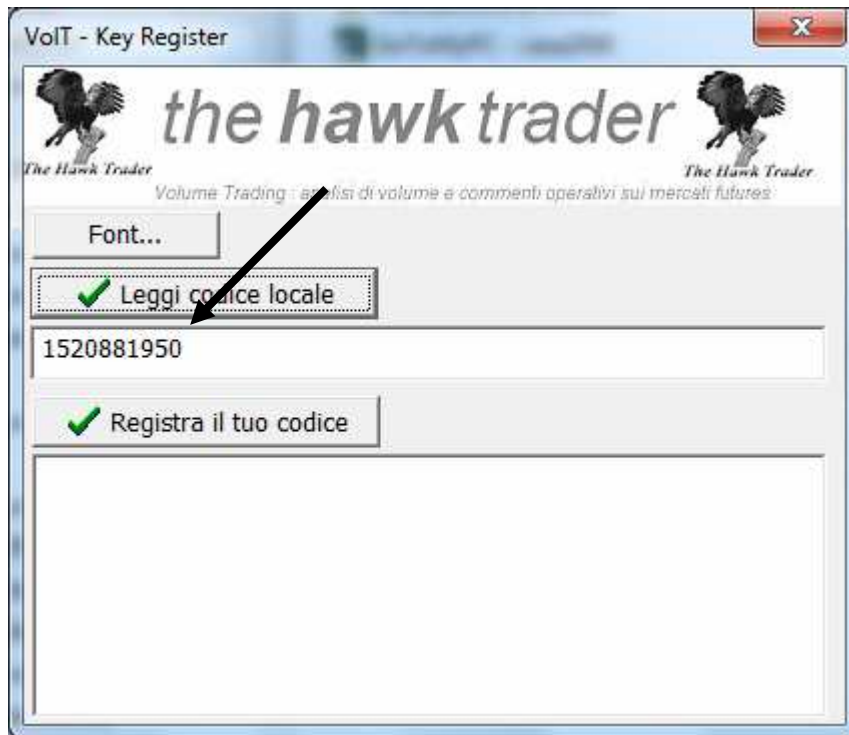 VolT - Key Register
the hawk trader
The Hawk Trader
The Hawk Trader
Volume Trading : analisi di volume e commenti operativi sui mercati futures
Font...
Leggi codice locale
1520881950
Registra il tuo codice